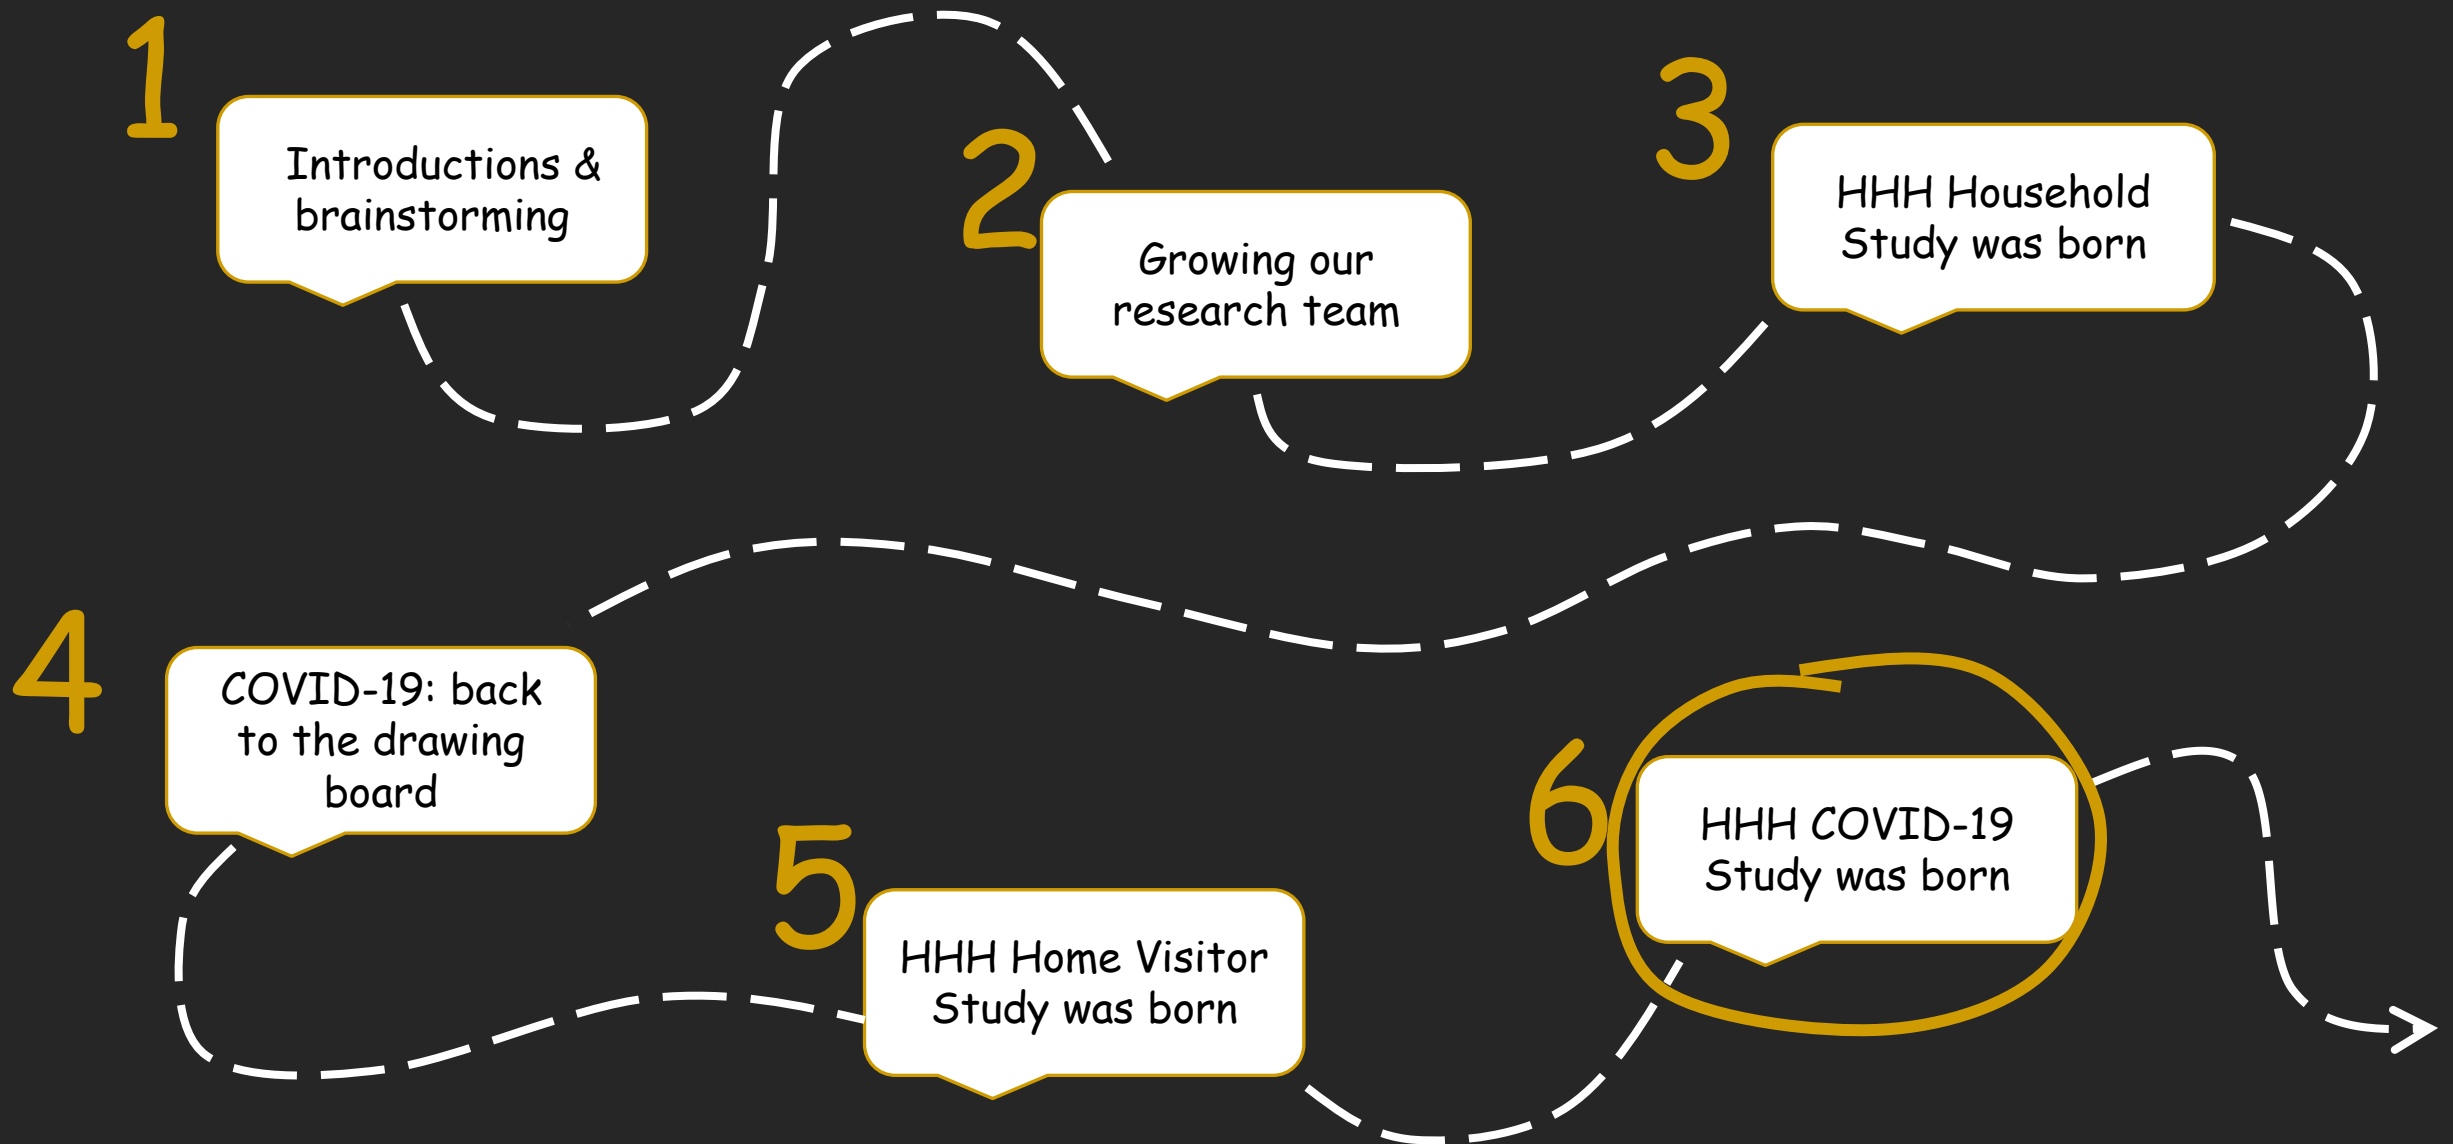 1
Introductions &
brainstorming
2
Growing our
research team
3
HHH Household
Study was born
4
COVID-19: back
to the drawing
board
5
HHH Home Visitor
Study was born
6
HHH COVID-19
Study was born